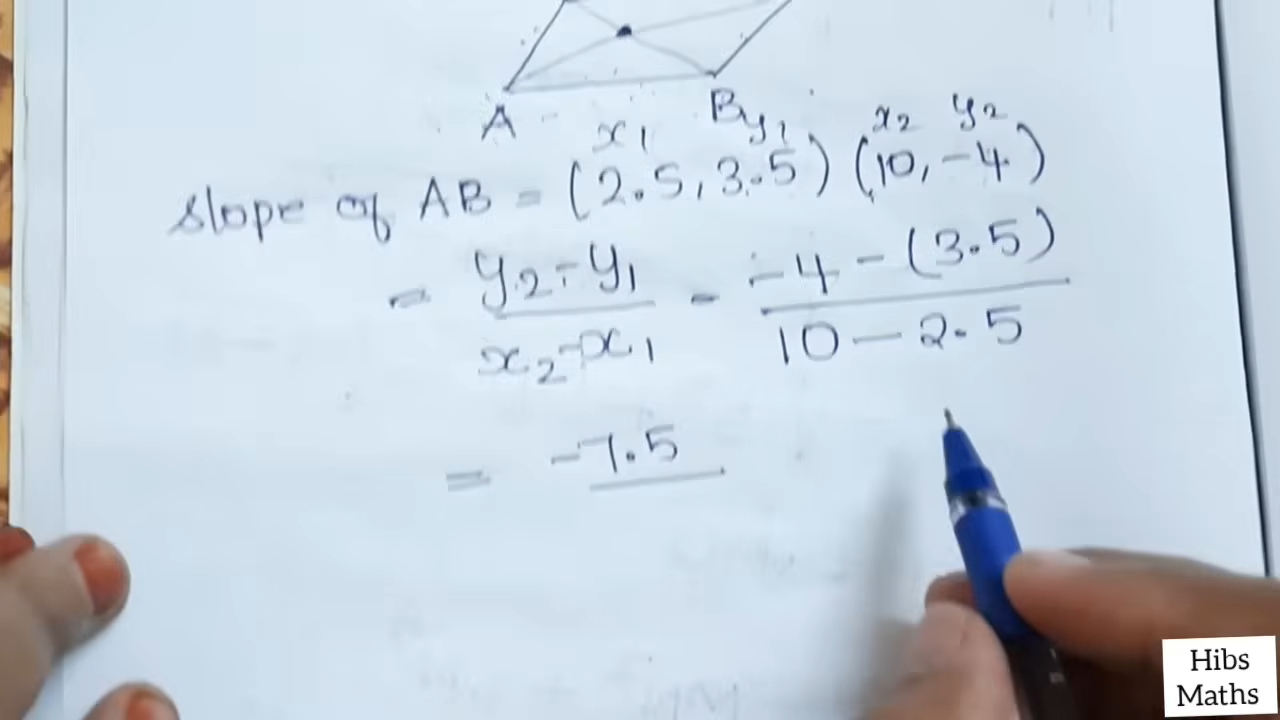 A B
x1 y1 x2 y2
slope of AB = (2.5, 3.5) (10, -4)
= y2 - y1 / x2 - x1 = -4 - (3.5) / 10 - 2.5
= -7.5
Hibs
Maths